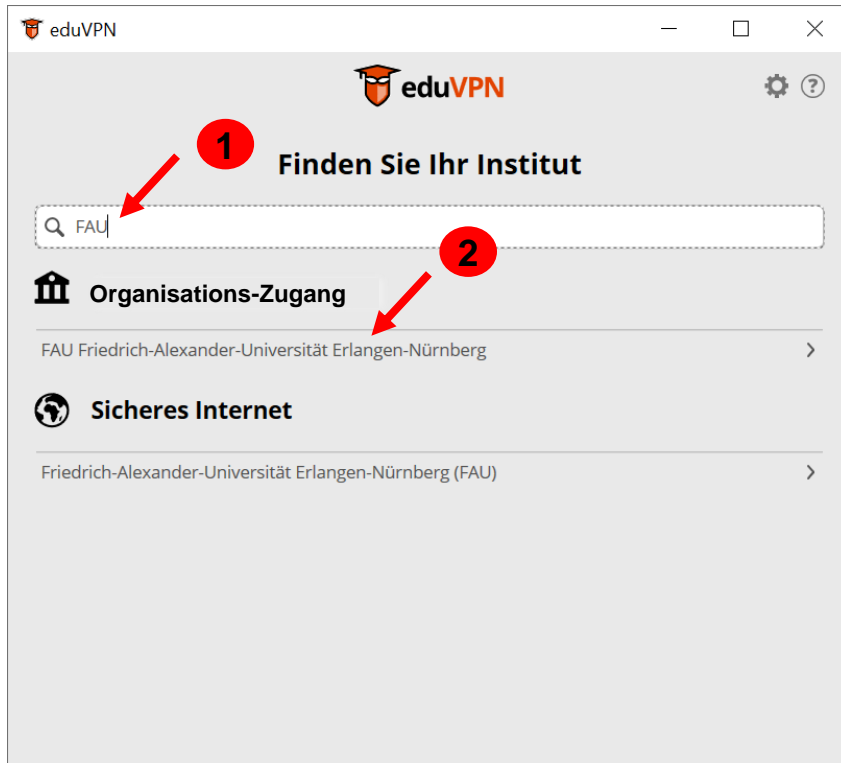 eduVPN
eduVPN
?
1
Finden Sie Ihr Institut
FAU
2
Organisations-Zugang
FAU Friedrich-Alexander-Universität Erlangen-Nürnberg
Sicheres Internet
Friedrich-Alexander-Universität Erlangen-Nürnberg (FAU)